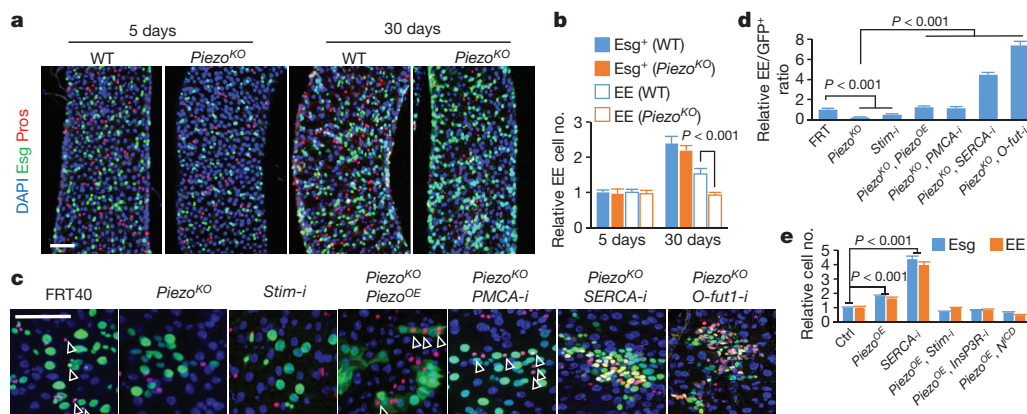 a
5 days
30 days
WT
Piezo^KO
WT
Piezo^KO
DAPI Esg Pros
b
Esg+ (WT)
Esg+ (Piezo^KO)
EE (WT)
EE (Piezo^KO)
P < 0.001
Relative EE cell no.
3
2
1
0
5 days
30 days
c
FRT40
Piezo^KO
Stim-i
Piezo^KO
Piezo^OE
Piezo^KO
PMCA-i
Piezo^KO
SERCA-i
Piezo^KO
O-fut1-i
d
P < 0.001
P < 0.001
Relative EE/GFP+
ratio
8
6
4
2
0
FRT
Piezo^KO
Stim-i
Piezo^KO, Piezo^OE
Piezo^KO, PMCA-i
Piezo^KO, SERCA-i
Piezo^KO, O-fut-i
e
Esg
EE
P < 0.001
P < 0.001
Relative cell no.
5
4
3
2
1
0
Ctrl
Piezo^OE
SERCA-i
Piezo^OE, Stim-i
Piezo^OE, InsP3R-i
Piezo^OE, N^ICD